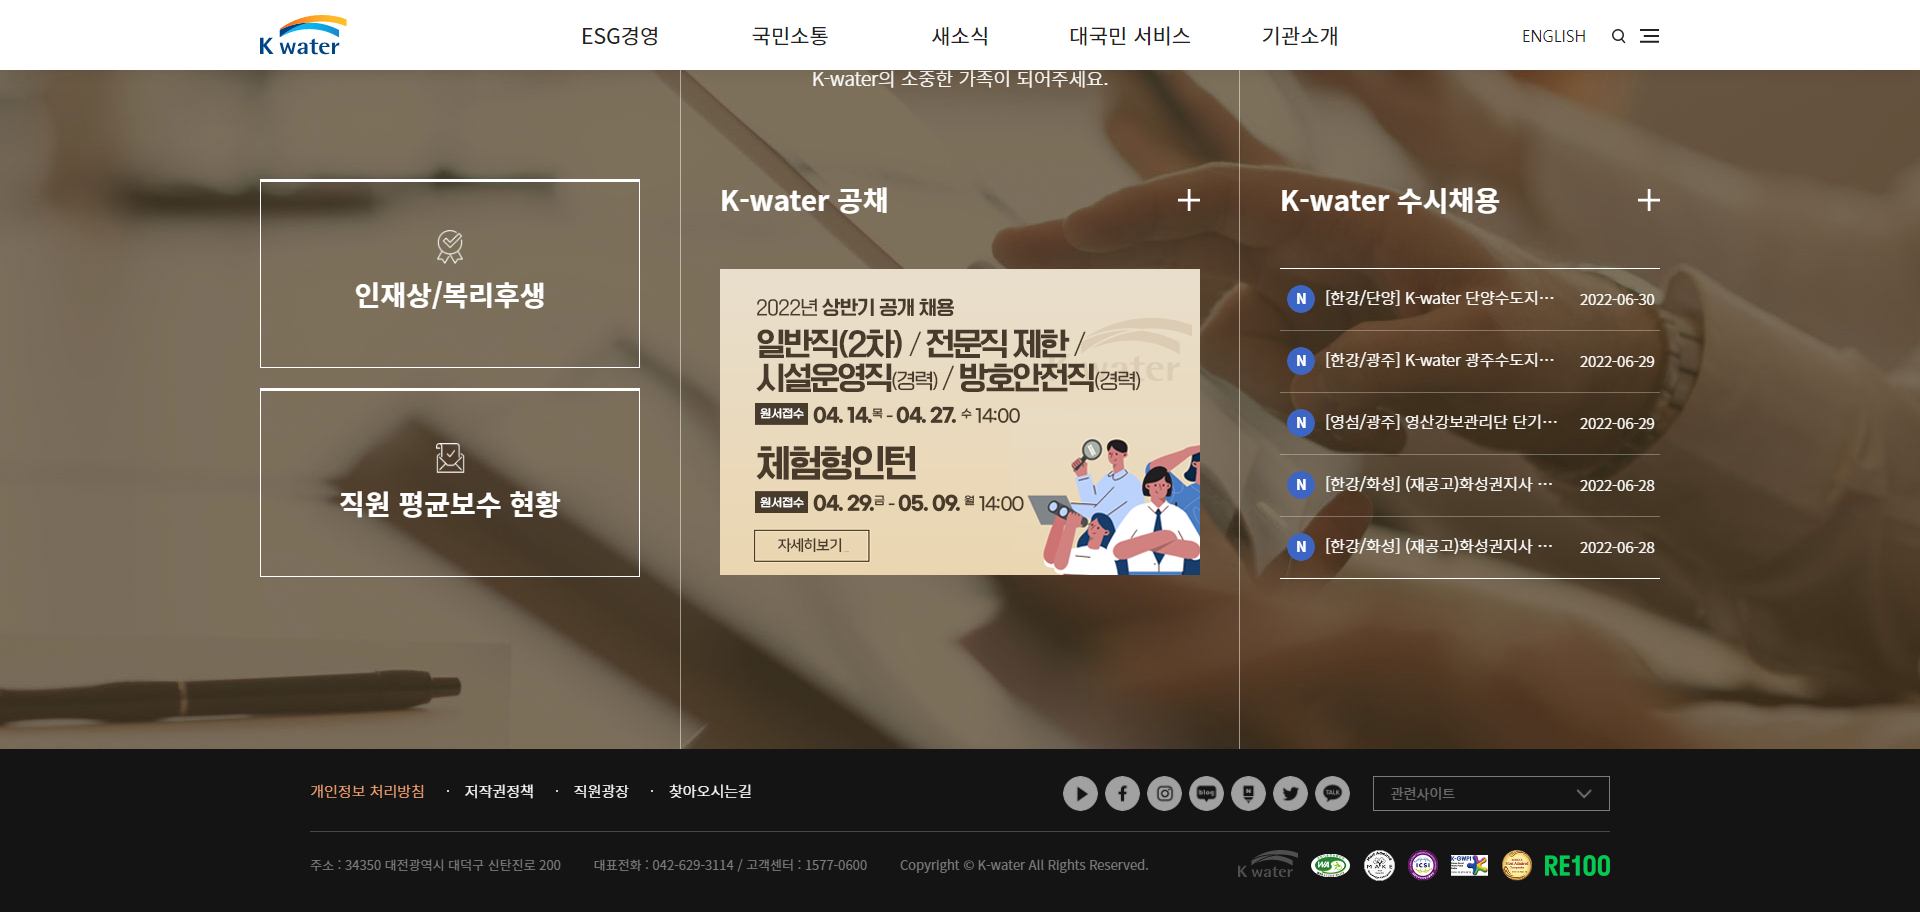 K water
ESG경영
국민소통
새소식
대국민 서비스
기관소개
ENGLISH
K-water의 소중한 가족이 되어주세요.
인재상/복리후생
직원 평균보수 현황
K-water 공채
2022년 상반기 공개 채용
일반직(2차) / 전문직 제한 /
시설운영직(경력) / 방호안전직(경력)
원서접수 04. 14.목 - 04. 27. 수 14:00
체험형인턴
원서접수 04. 29.금 - 05. 09. 월 14:00
자세히보기
water
K-water 수시채용
N [한강/단양] K-water 단양수도지… 2022-06-30
N [한강/광주] K-water 광주수도지… 2022-06-29
N [영섬/광주] 영산강보관리단 단기… 2022-06-29
N [한강/화성] (재공고)화성권지사 … 2022-06-28
N [한강/화성] (재공고)화성권지사 … 2022-06-28
개인정보 처리방침 · 저작권정책 · 직원광장 · 찾아오시는길
blog
N
TALK
관련사이트
주소 : 34350 대전광역시 대덕구 신탄진로 200
대표전화 : 042-629-3114 / 고객센터 : 1577-0600
Copyright © K-water All Rights Reserved.
K water
WA
MAKE
ICSI
K-GWPI
RE100